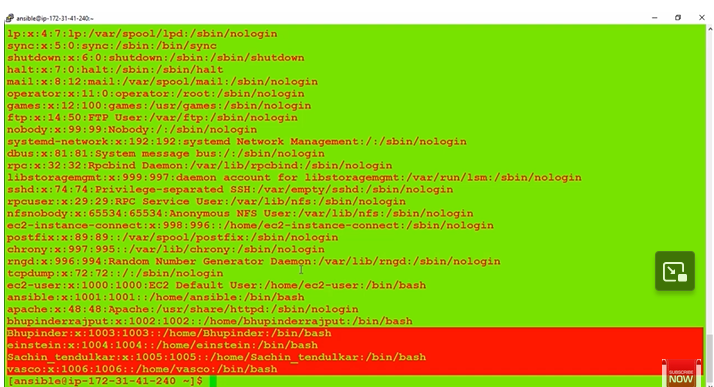 ansible@ip-172-31-41-240:~
lp:x:4:7:lp:/var/spool/lpd:/sbin/nologin
sync:x:5:0:sync:/sbin:/bin/sync
shutdown:x:6:0:shutdown:/sbin:/sbin/shutdown
halt:x:7:0:halt:/sbin:/sbin/halt
mail:x:8:12:mail:/var/spool/mail:/sbin/nologin
operator:x:11:0:operator:/root:/sbin/nologin
games:x:12:100:games:/usr/games:/sbin/nologin
ftp:x:14:50:FTP User:/var/ftp:/sbin/nologin
nobody:x:99:99:Nobody:/:/sbin/nologin
systemd-network:x:192:192:systemd Network Management:/:/sbin/nologin
dbus:x:81:81:System message bus:/:/sbin/nologin
rpc:x:32:32:Rpcbind Daemon:/var/lib/rpcbind:/sbin/nologin
libstoragemgmt:x:999:997:daemon account for libstoragemgmt:/var/run/lsm:/sbin/nologin
sshd:x:74:74:Privilege-separated SSH:/var/empty/sshd:/sbin/nologin
rpcuser:x:29:29:RPC Service User:/var/lib/nfs:/sbin/nologin
nfsnobody:x:65534:65534:Anonymous NFS User:/var/lib/nfs:/sbin/nologin
ec2-instance-connect:x:998:996::/home/ec2-instance-connect:/sbin/nologin
postfix:x:89:89::/var/spool/postfix:/sbin/nologin
chrony:x:997:995::/var/lib/chrony:/sbin/nologin
rngd:x:996:994:Random Number Generator Daemon:/var/lib/rngd:/sbin/nologin
tcpdump:x:72:72::/:/sbin/nologin
ec2-user:x:1000:1000:EC2 Default User:/home/ec2-user:/bin/bash
ansible:x:1001:1001::/home/ansible:/bin/bash
apache:x:48:48:Apache:/usr/share/httpd:/sbin/nologin
bhupinderrajput:x:1002:1002::/home/bhupinderrajput:/bin/bash
Bhupinder:x:1003:1003::/home/Bhupinder:/bin/bash
einstein:x:1004:1004::/home/einstein:/bin/bash
Sachin_tendulkar:x:1005:1005::/home/Sachin_tendulkar:/bin/bash
vasco:x:1006:1006::/home/vasco:/bin/bash
[ansible@ip-172-31-41-240 ~]$
SUBSCRIBE
NOW